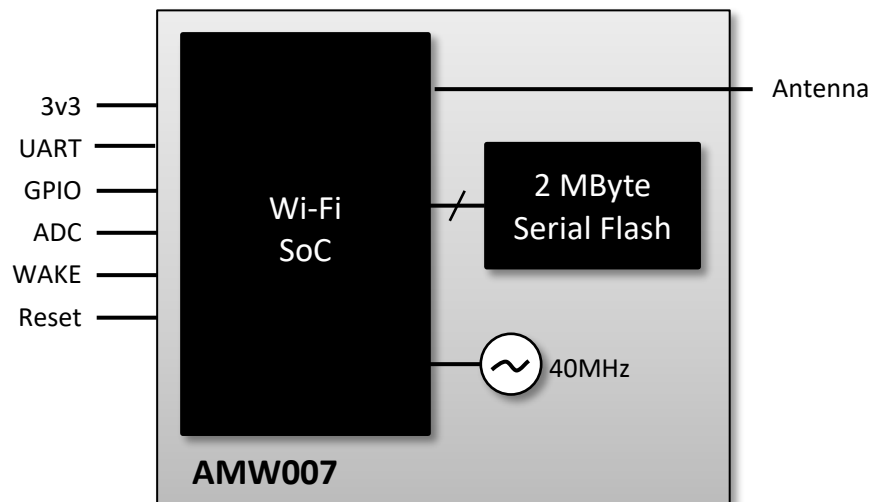 3v3
UART
GPIO
ADC
WAKE
Reset
Wi-Fi
SoC
Antenna
2 MByte
Serial Flash
40MHz
AMW007